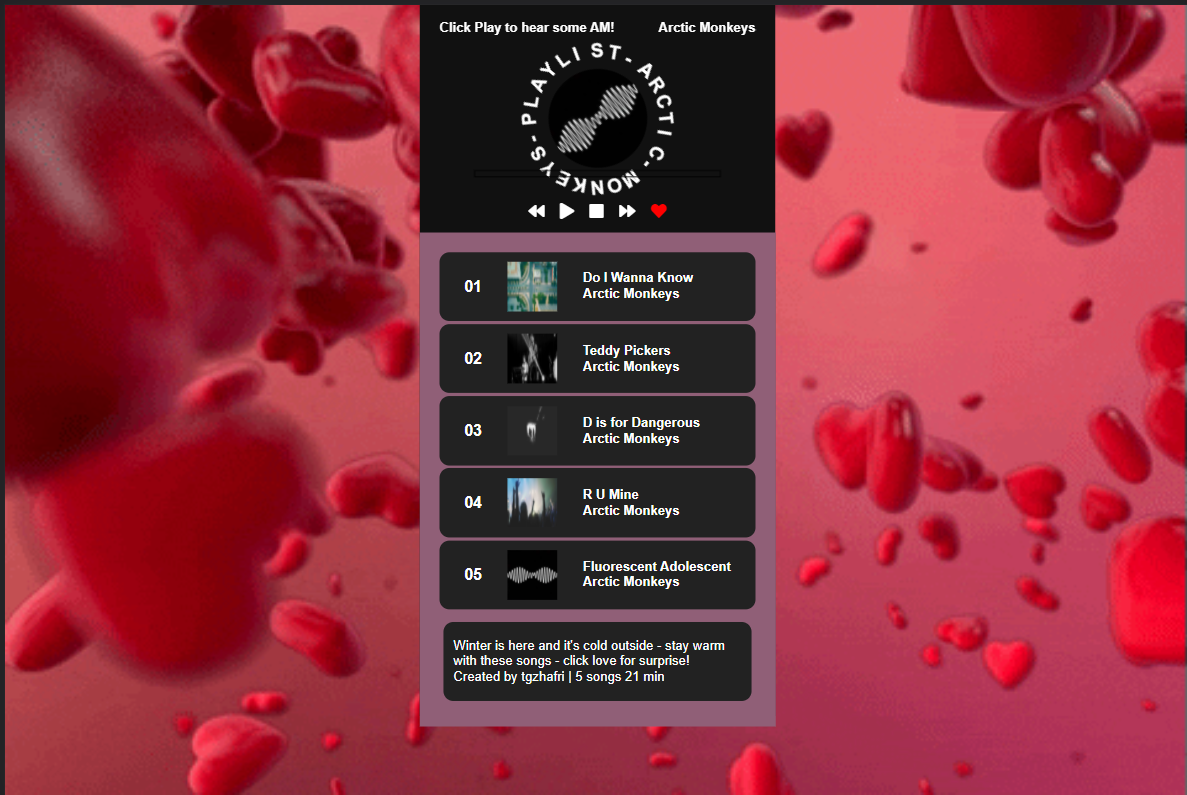 Click Play to hear some AM!
Arctic Monkeys
PLAYLIST-ARCTIC-MONKEYS-
01
Do I Wanna Know
Arctic Monkeys
02
Teddy Pickers
Arctic Monkeys
03
D is for Dangerous
Arctic Monkeys
04
R U Mine
Arctic Monkeys
05
Fluorescent Adolescent
Arctic Monkeys
Winter is here and it's cold outside - stay warm
with these songs - click love for surprise!
Created by tgzhafri | 5 songs 21 min